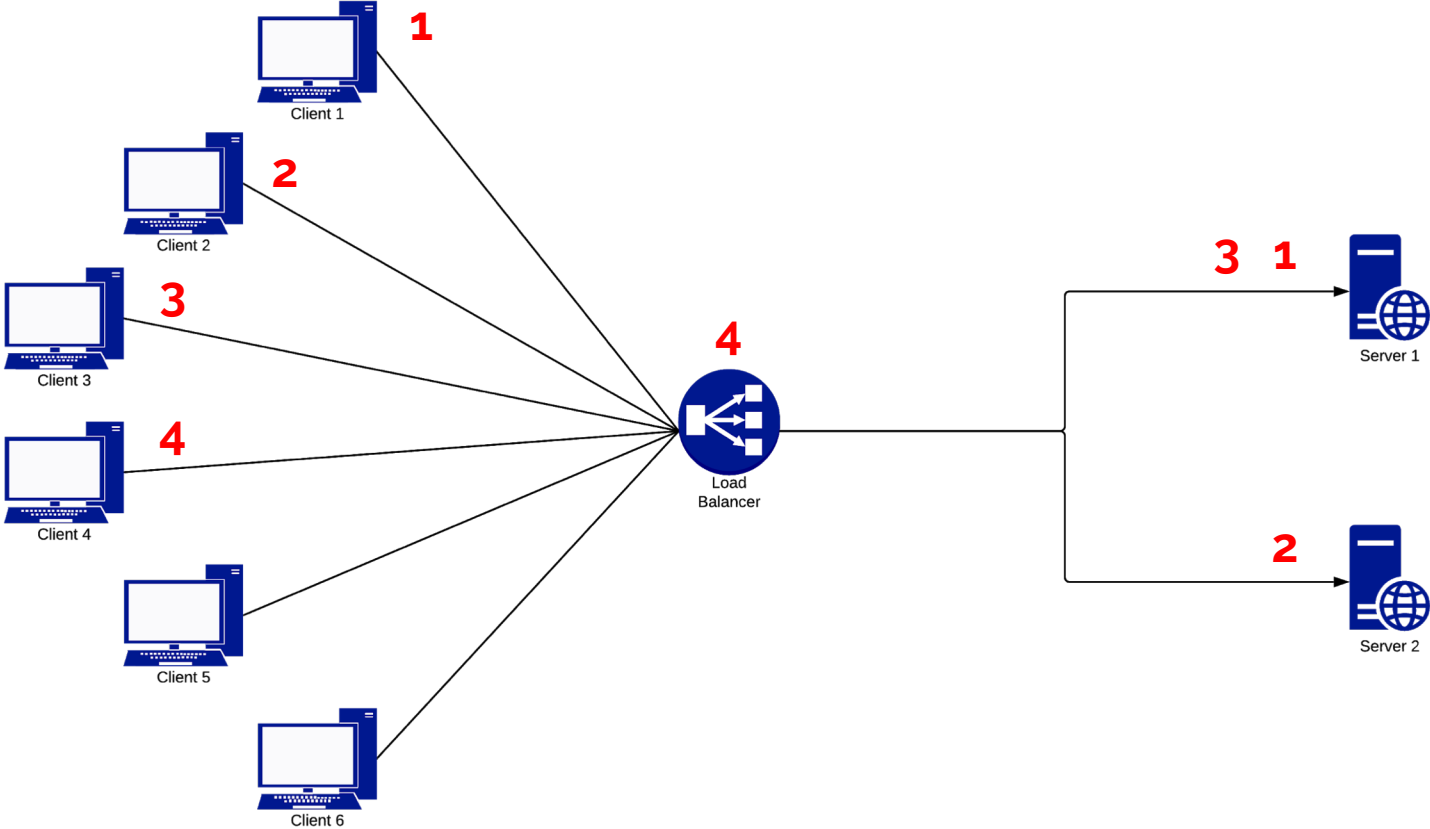 1
Client 1
2
Client 2
3
Client 3
4
Client 4
Client 5
Client 6
4
Load
Balancer
3 1
Server 1
2
Server 2